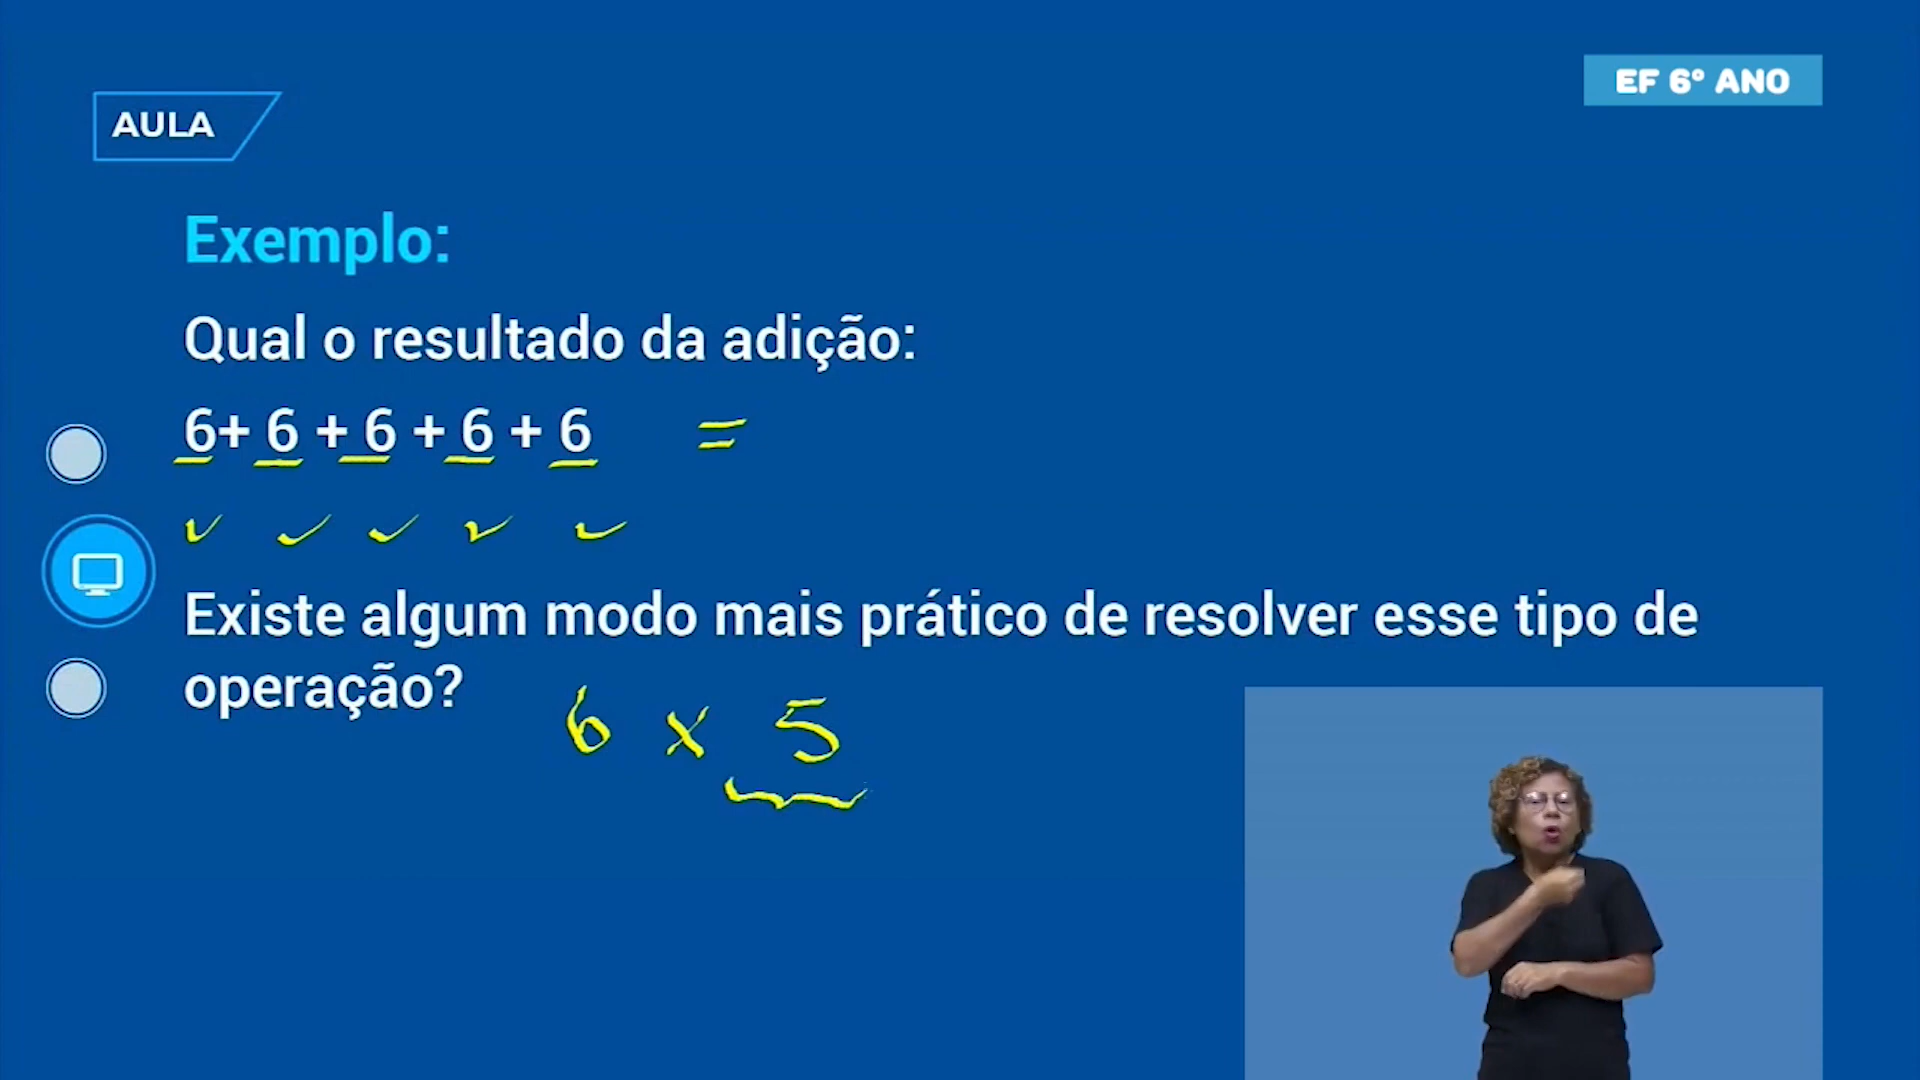 EF 6º ANO
AULA
Exemplo:
Qual o resultado da adição:
6+ 6 + 6 + 6 + 6 =
Existe algum modo mais prático de resolver esse tipo de
operação?
6 x 5